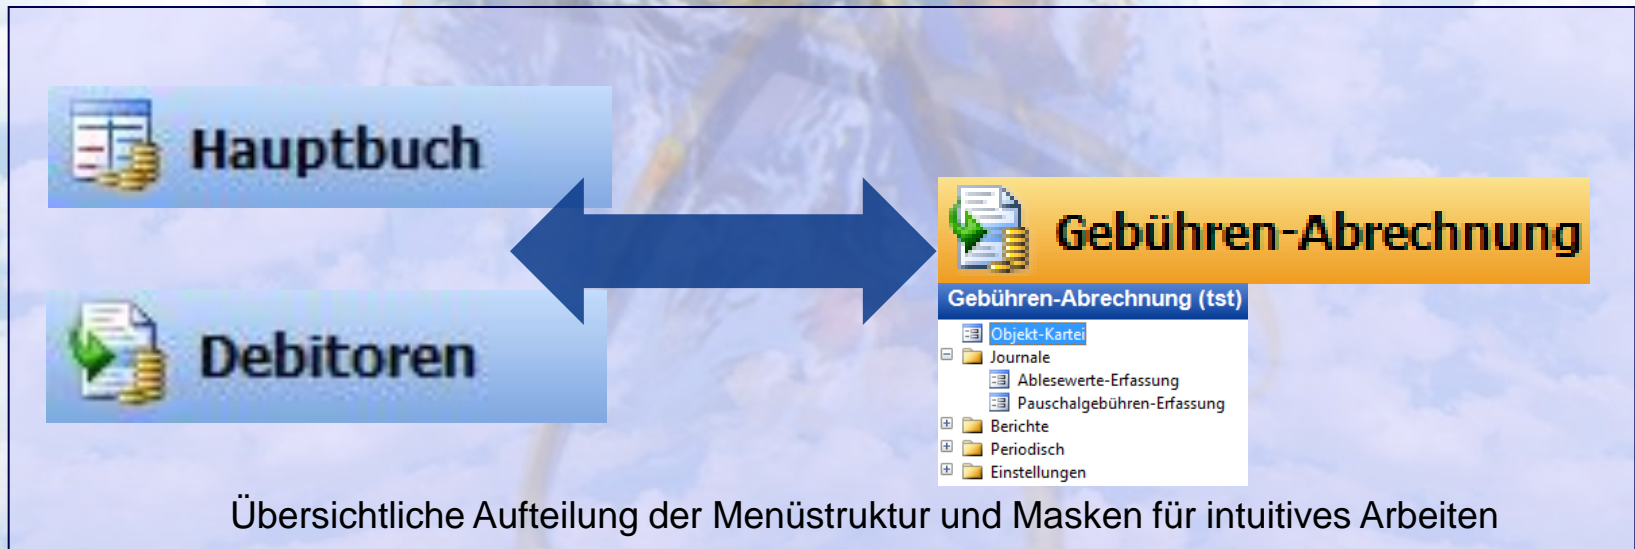 Hauptbuch
Debitoren
Gebühren-Abrechnung
Gebühren-Abrechnung (tst)
Objekt-Kartei
Journale
Ablesewerte-Erfassung
Pauschalgebühren-Erfassung
Berichte
Periodisch
Einstellungen
Übersichtliche Aufteilung der Menüstruktur und Masken für intuitives Arbeiten